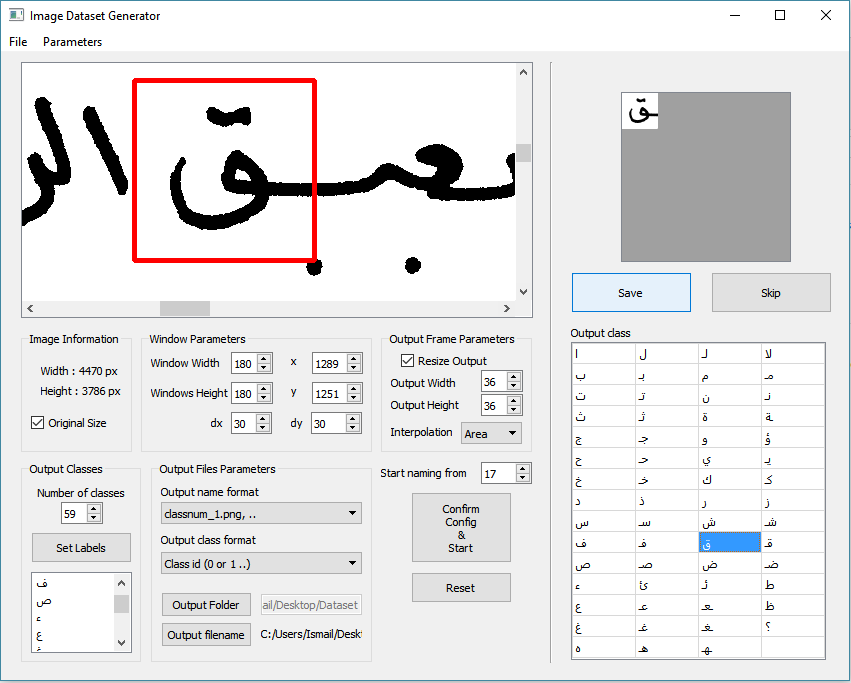 Image Dataset Generator
File Parameters
ـق
Save Skip
Image Information
Width : 4470 px
Height : 3786 px
Original Size
Window Parameters
Window Width 180 x 1289
Windows Height 180 y 1251
dx 30 dy 30
Output Frame Parameters
Resize Output
Output Width 36
Output Height 36
Interpolation Area
Output Classes
Number of classes
59
Set Labels
ف
ص
ء
ع
Output Files Parameters
Output name format
classnum_1.png, ..
Output class format
Class id (0 or 1 ..)
Output Folder ail/Desktop/Dataset
Output filename C:/Users/Ismail/Desk
Start naming from 17
Confirm
Config
&
Start
Reset
Output class
ا ل لـ لا
ب بـ م مـ
ت تـ ن نـ
ث ثـ ة ـة
ج جـ و ؤ
ح حـ ي يـ
خ خـ ك كـ
د ذ ر ز
س سـ ش شـ
ف فـ ق قـ
ص صـ ض ضـ
ء ئ ئـ ط
ع عـ ـعـ ظ
غ غـ ـغـ ؟
ه هـ ـهـ